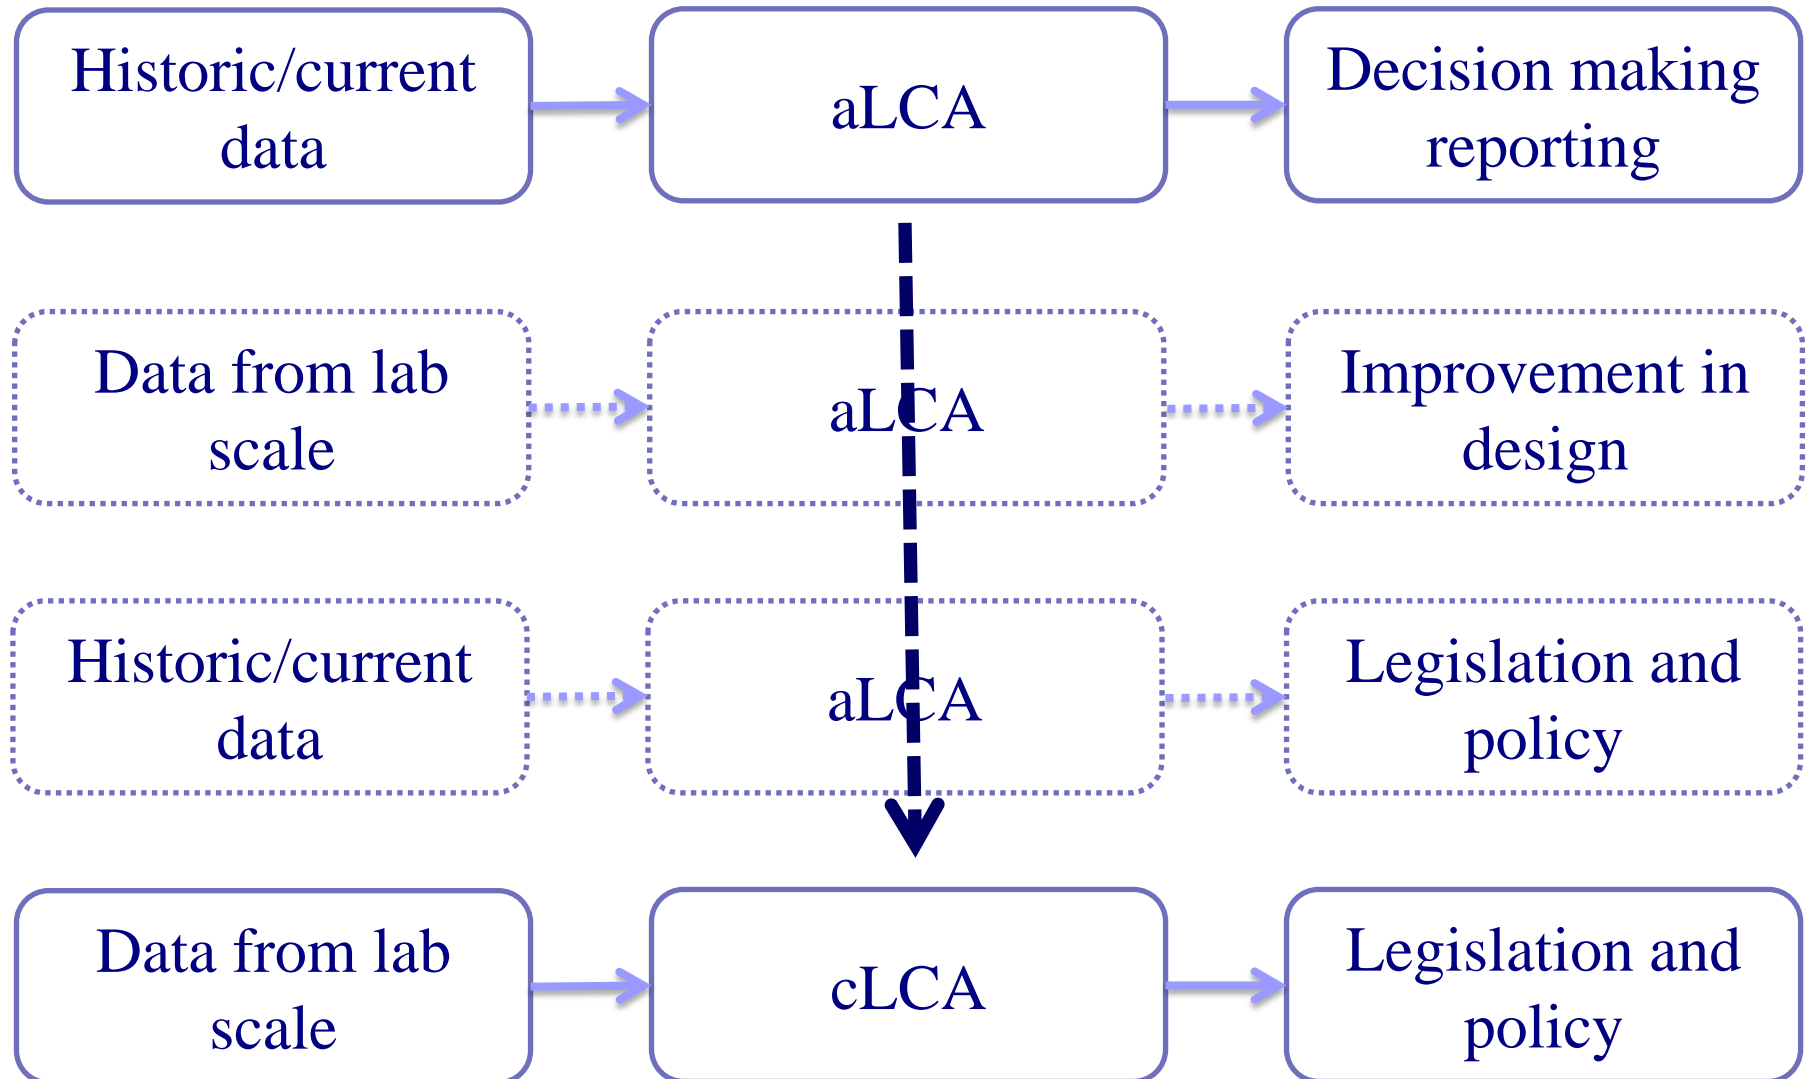 Historic/current
data
aLCA
Decision making
reporting
Data from lab
scale
aLCA
Improvement in
design
Historic/current
data
aLCA
Legislation and
policy
Data from lab
scale
cLCA
Legislation and
policy